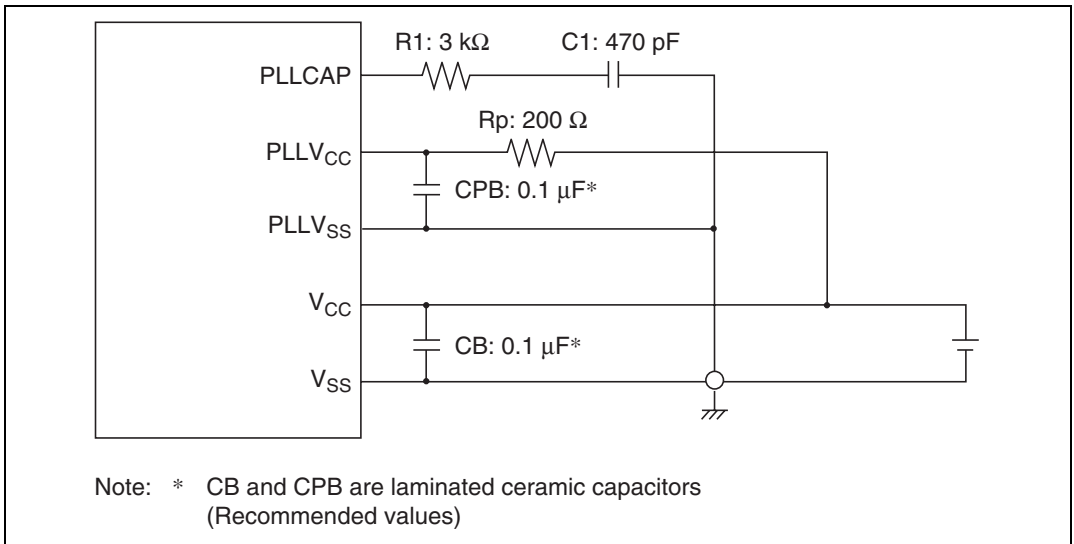 R1: 3 kΩ
C1: 470 pF
PLLCAP
Rp: 200 Ω
PLLVCC
CPB: 0.1 μF*
PLLVSS
VCC
CB: 0.1 μF*
VSS
Note: * CB and CPB are laminated ceramic capacitors
(Recommended values)